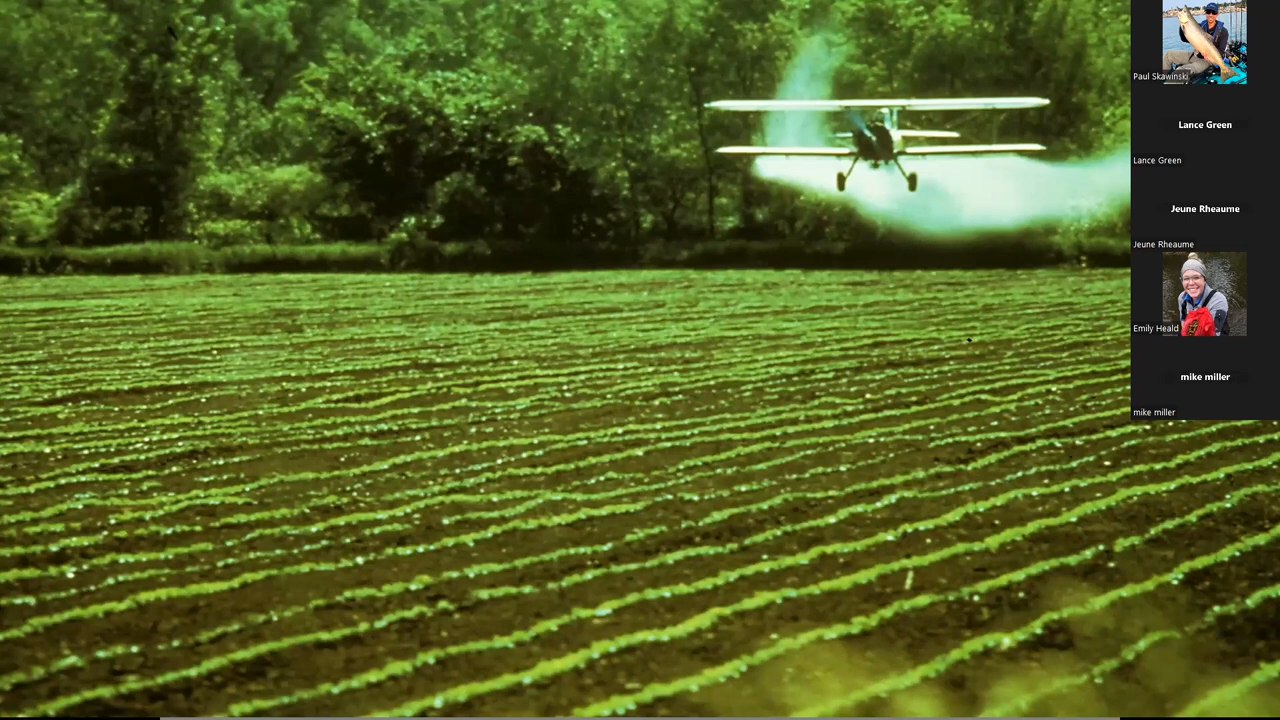 Paul Skawinski
Lance Green
Lance Green
Jeune Rheaume
Jeune Rheaume
Emily Heald
mike miller
mike miller